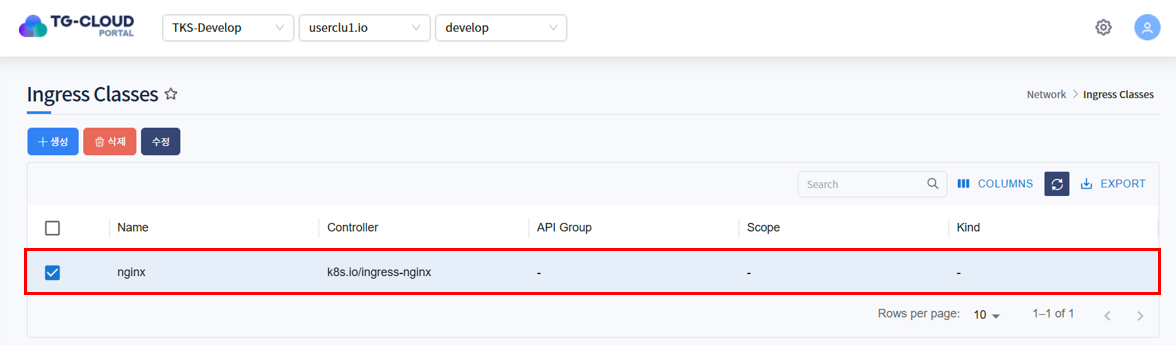 TG-CLOUD
PORTAL
TKS-Develop
userclu1.io
develop
Ingress Classes
Network > Ingress Classes
+ 생성
삭제
수정
Search
COLUMNS
EXPORT
Name Controller API Group Scope Kind
nginx k8s.io/ingress-nginx - - -
Rows per page: 10 1–1 of 1